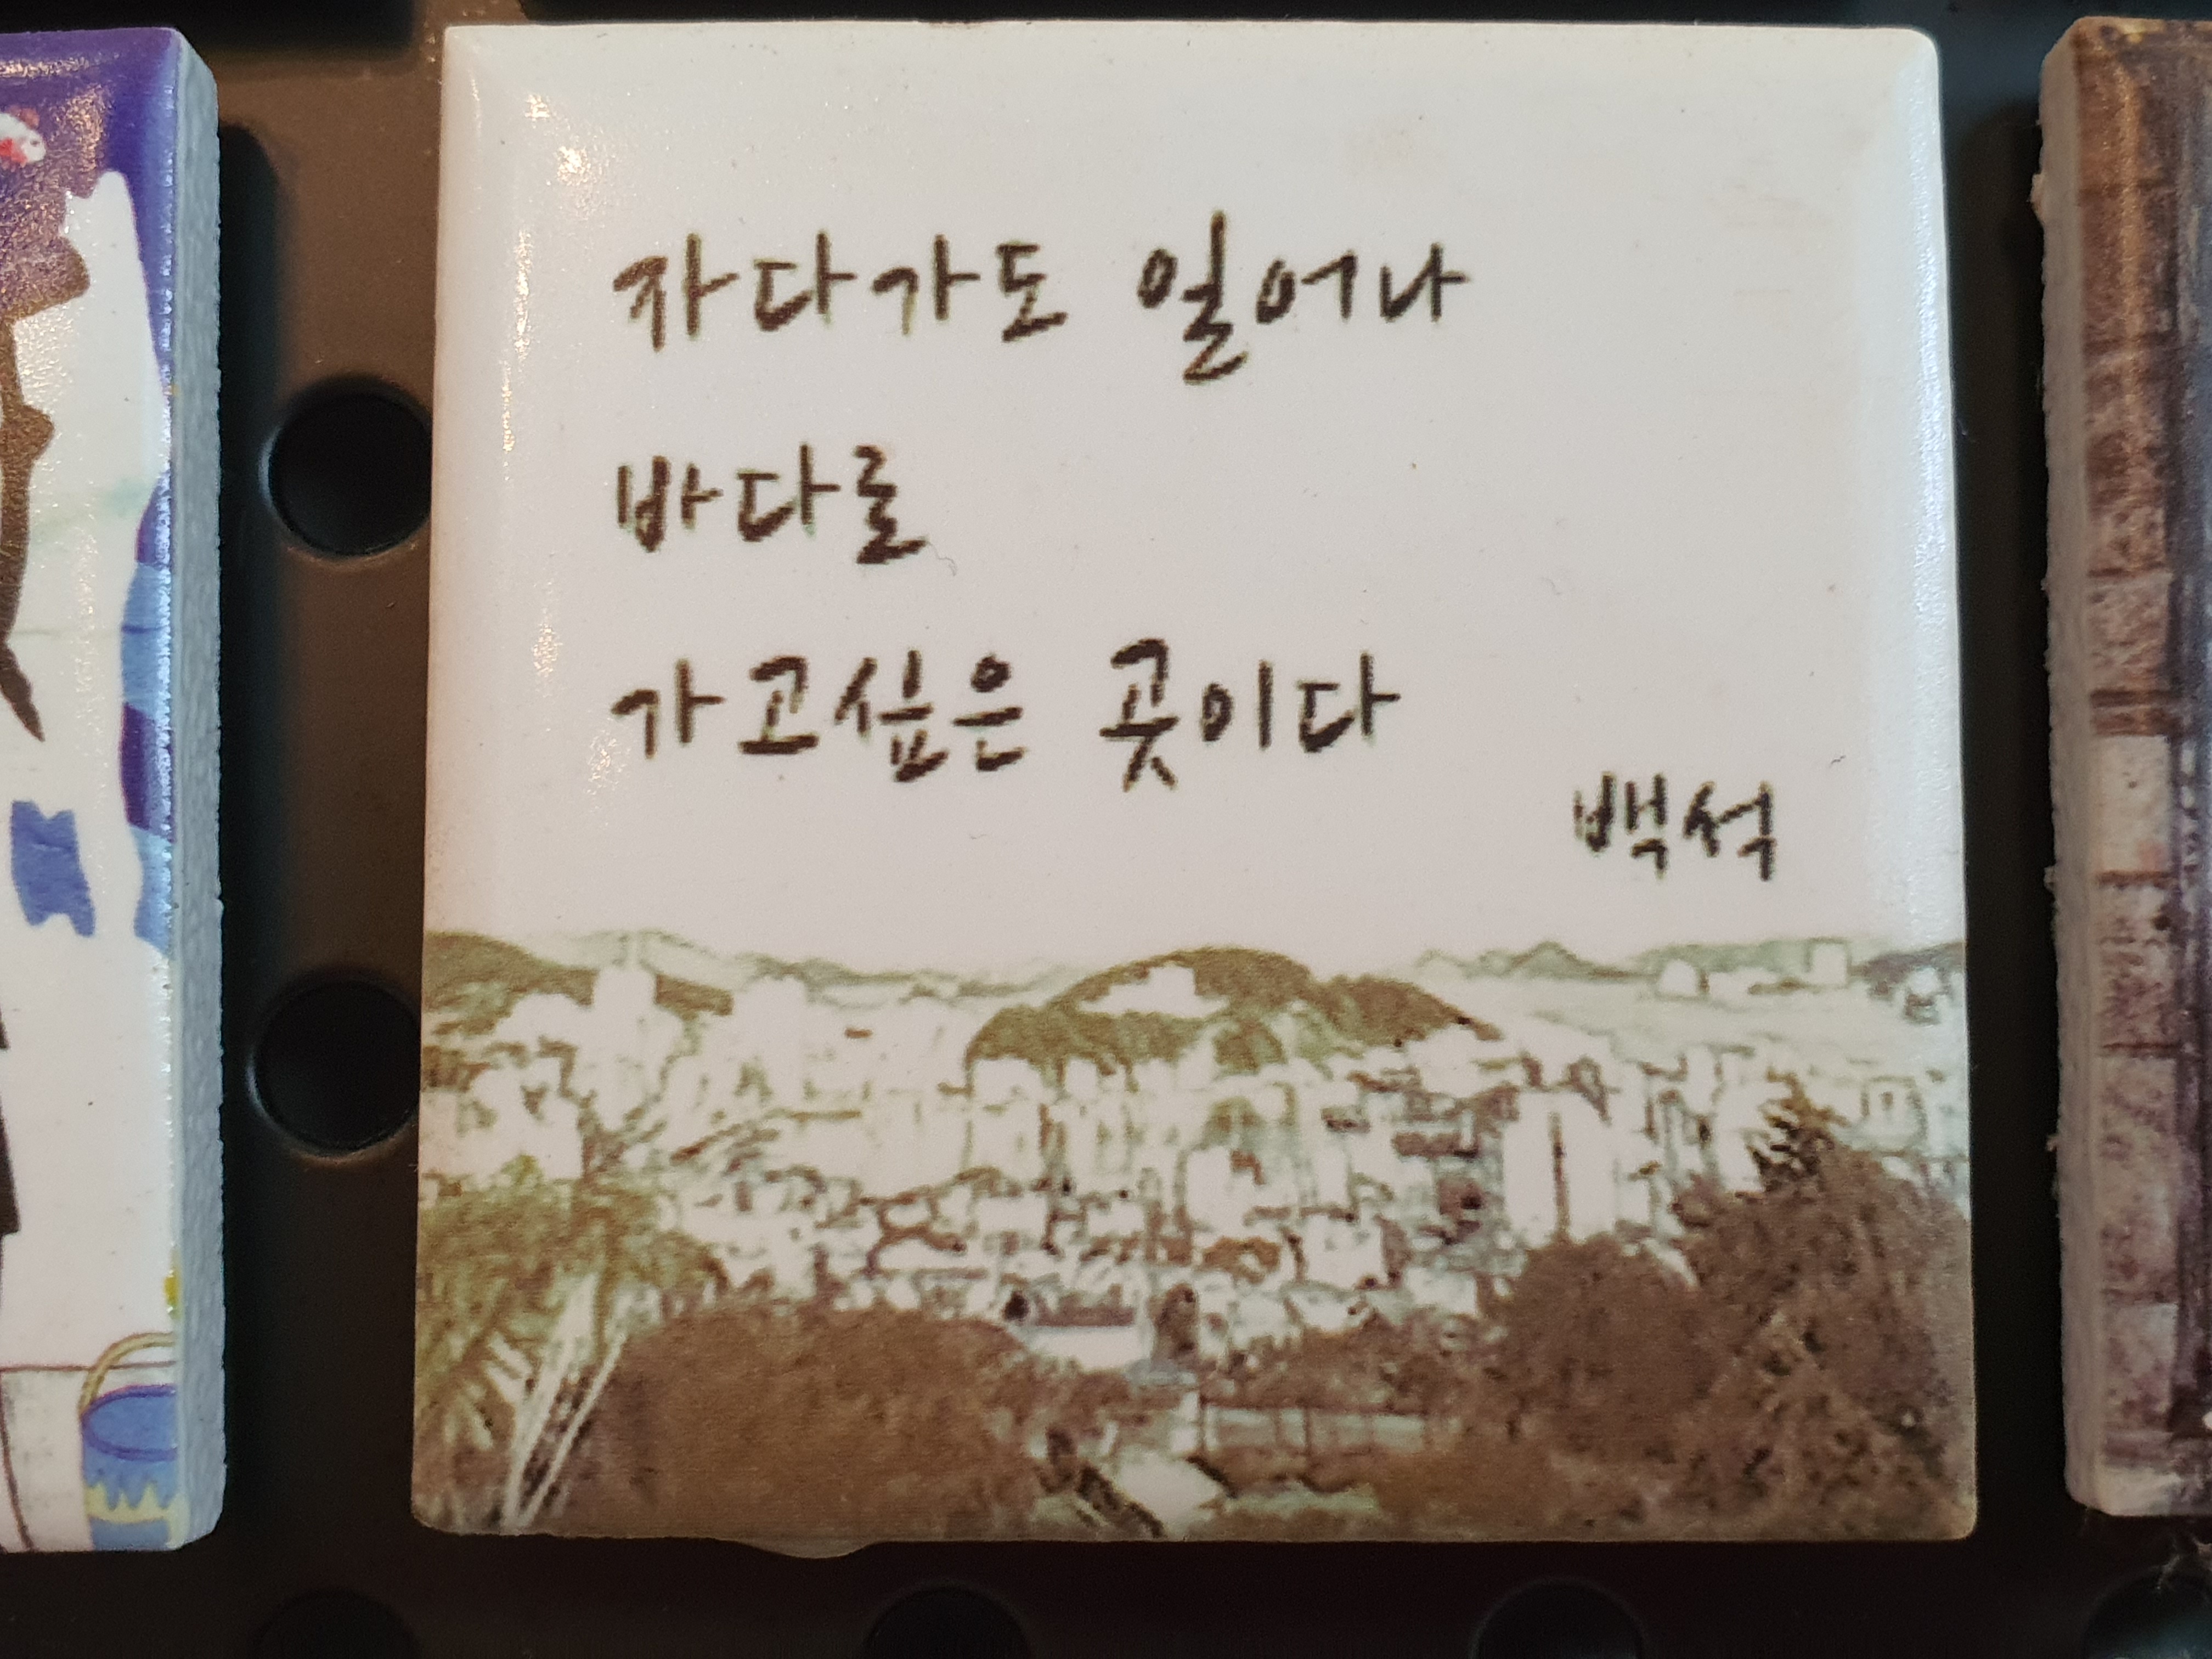 자다가도 일어나
바다로
가고싶은 곳이다
백석